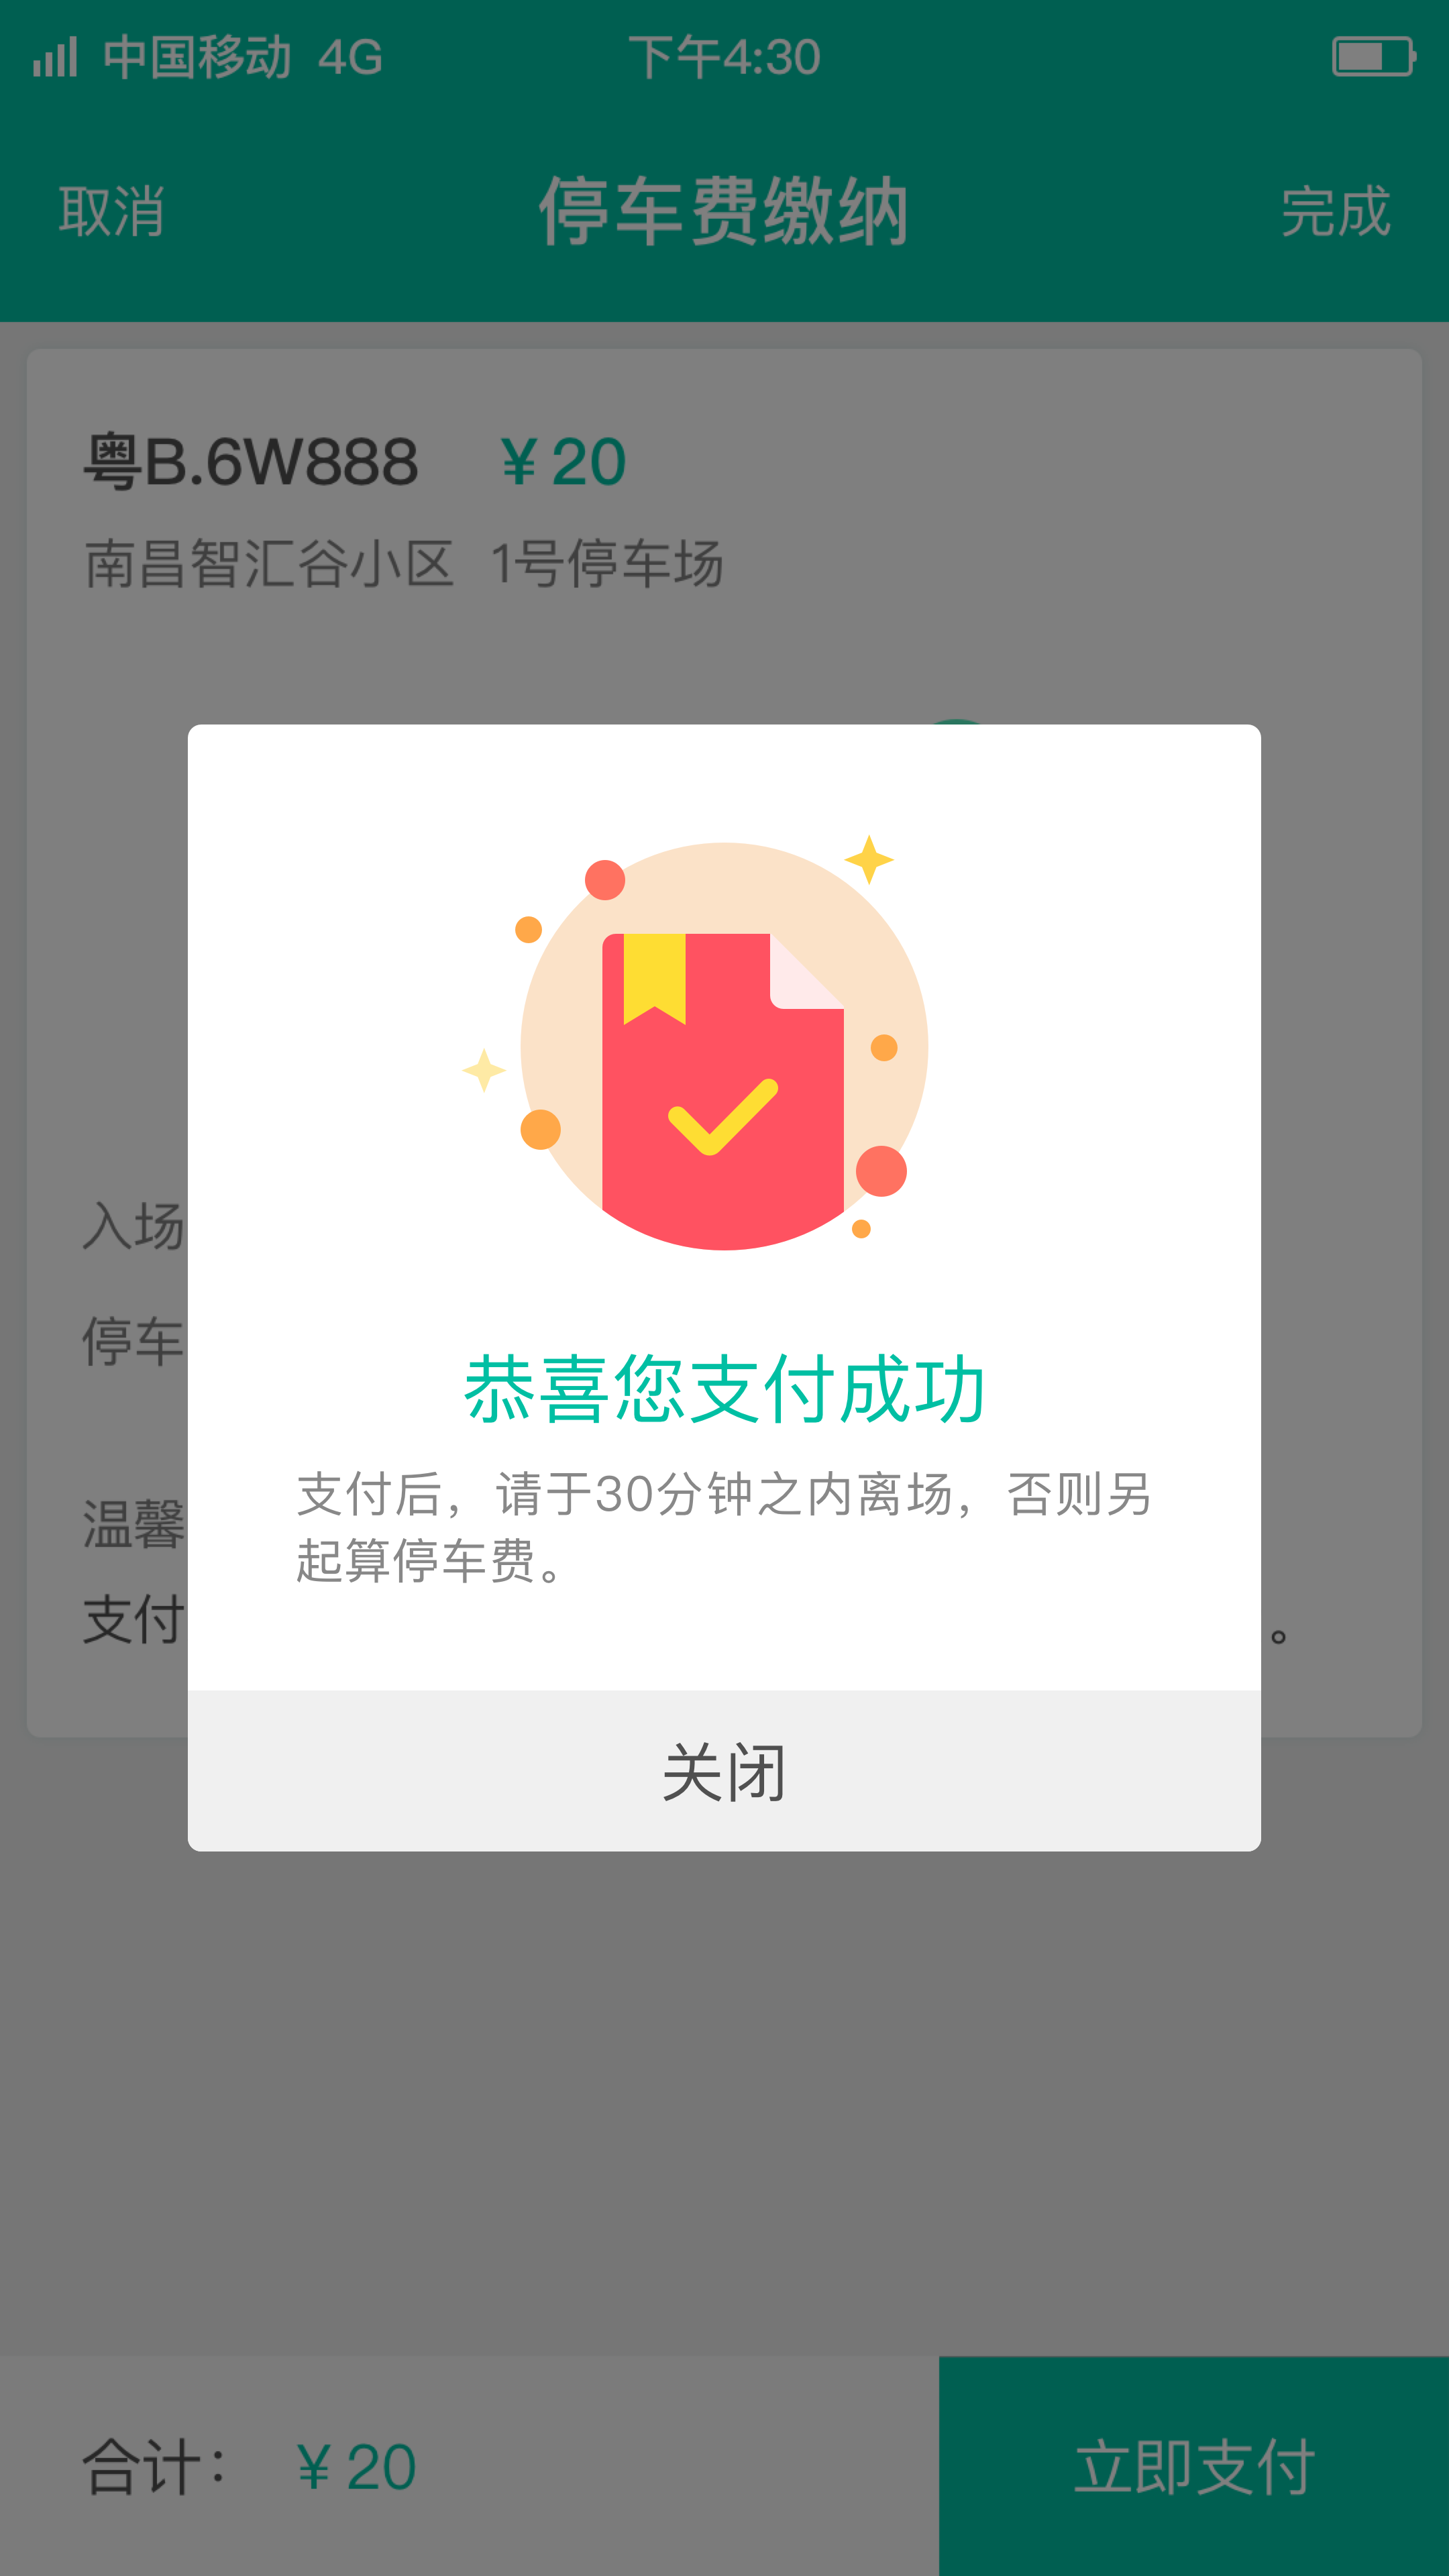 中国移动 4G 下午4:30
取消 停车费缴纳 完成
粤B.6W888 ¥20
南昌智汇谷小区 1号停车场
入场
停车
恭喜您支付成功
支付后，请于30分钟之内离场，否则另
起算停车费。
温馨
支付
。
关闭
合计： ¥20 立即支付